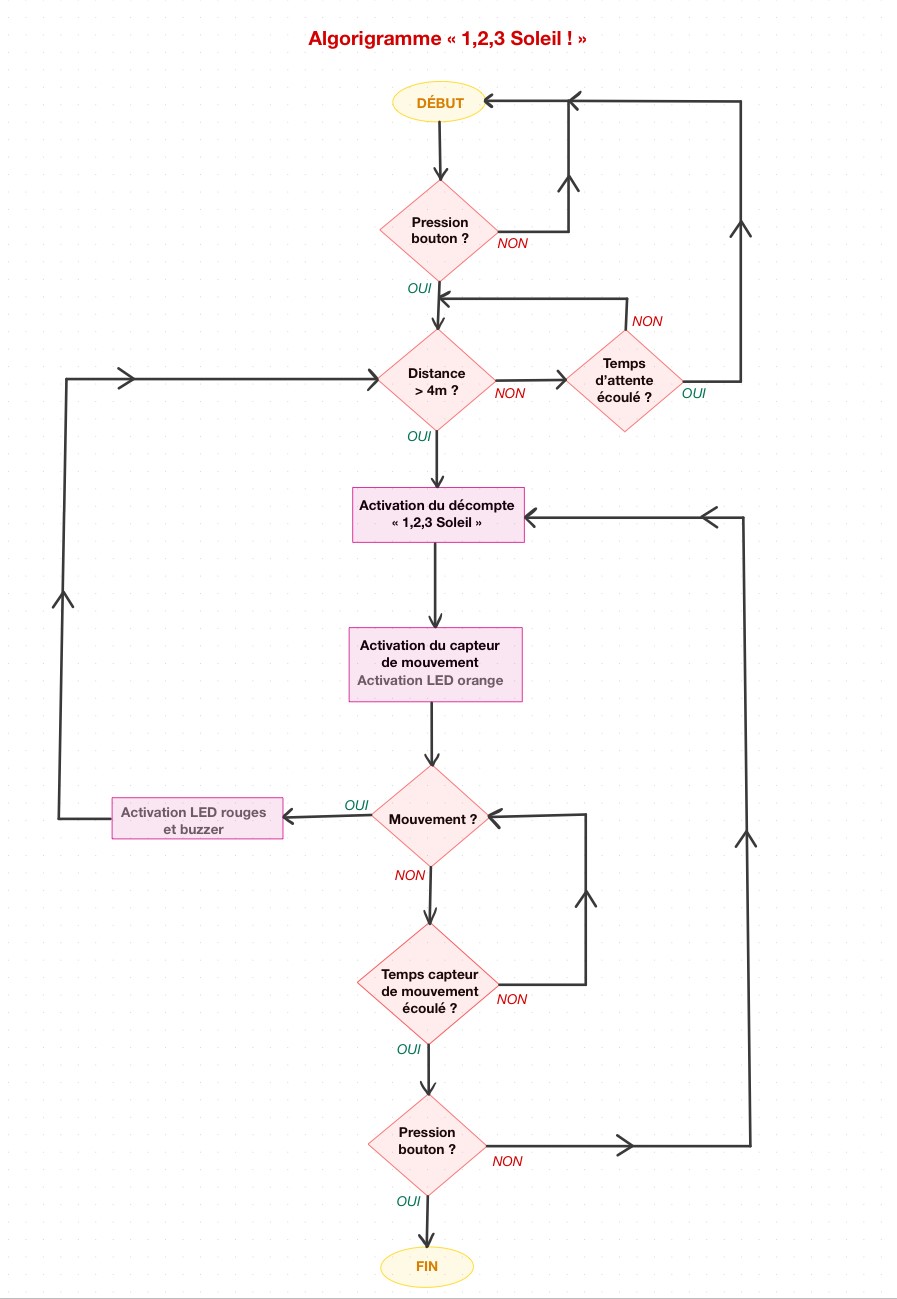 Algorigramme « 1,2,3 Soleil ! »
DÉBUT
Pression
bouton ?
NON
OUI
Distance
> 4m ?
NON
OUI
Temps
d'attente
écoulé ?
NON
OUI
Activation du décompte
« 1,2,3 Soleil »
Activation du capteur
de mouvement
Activation LED orange
Mouvement ?
OUI
NON
Activation LED rouges
et buzzer
Temps capteur
de mouvement
écoulé ?
NON
OUI
Pression
bouton ?
NON
OUI
FIN